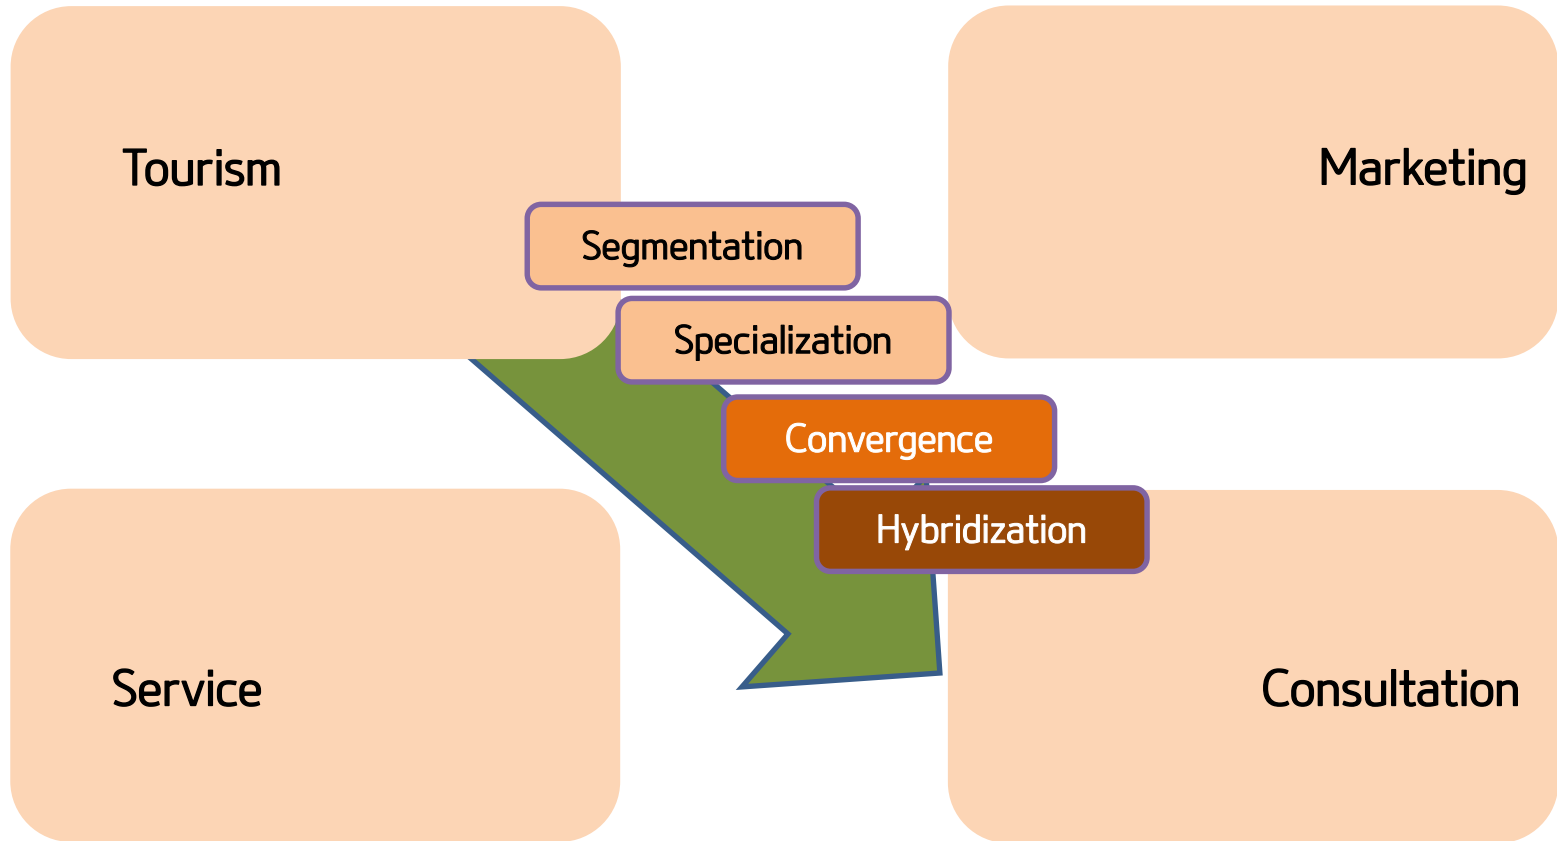 Tourism
Marketing
Segmentation
Specialization
Convergence
Hybridization
Service
Consultation